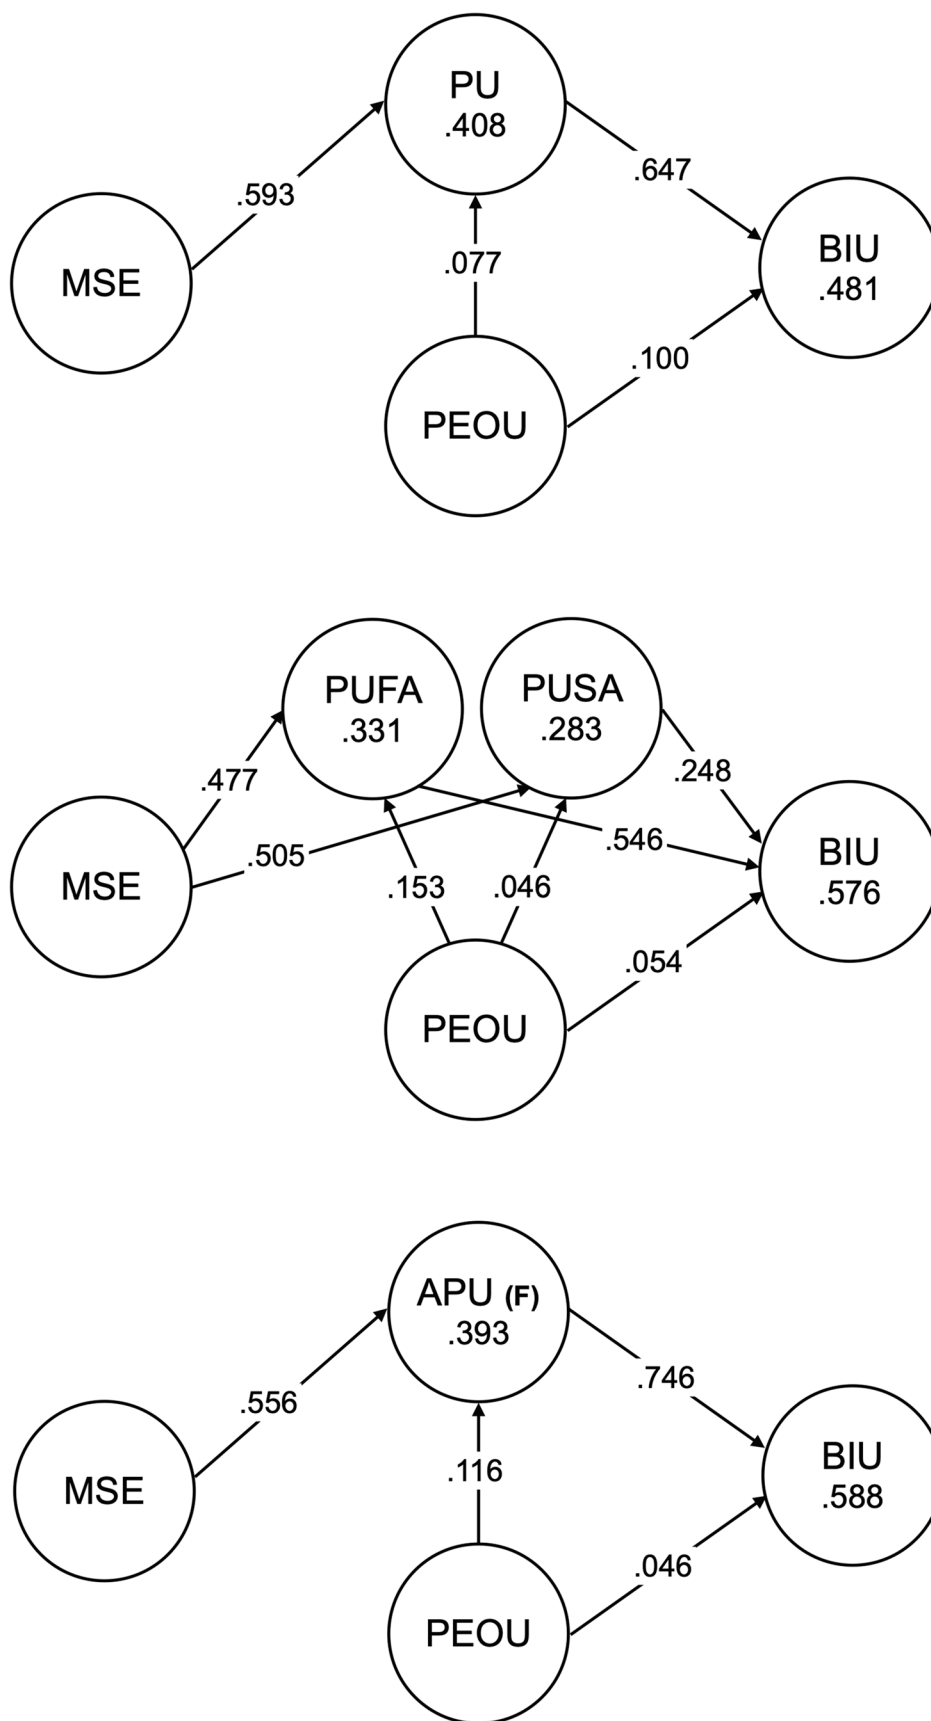 PU
.408
.593
.647
MSE
BIU
.481
.077
.100
PEOU
PUFA
.331
PUSA
.283
.477
.248
.505
.546
MSE
BIU
.576
.153
.046
.054
PEOU
APU (F)
.393
.556
.746
MSE
BIU
.588
.116
.046
PEOU